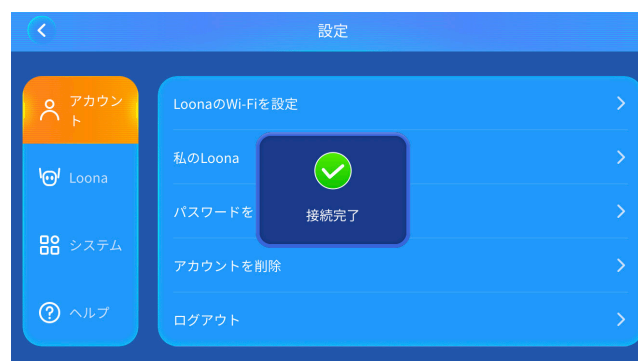 設定
アカウン
ト
Loona
システム
ヘルプ
LoonaのWi-Fiを設定
私のLoona
パスワードを
アカウントを削除
ログアウト
接続完了